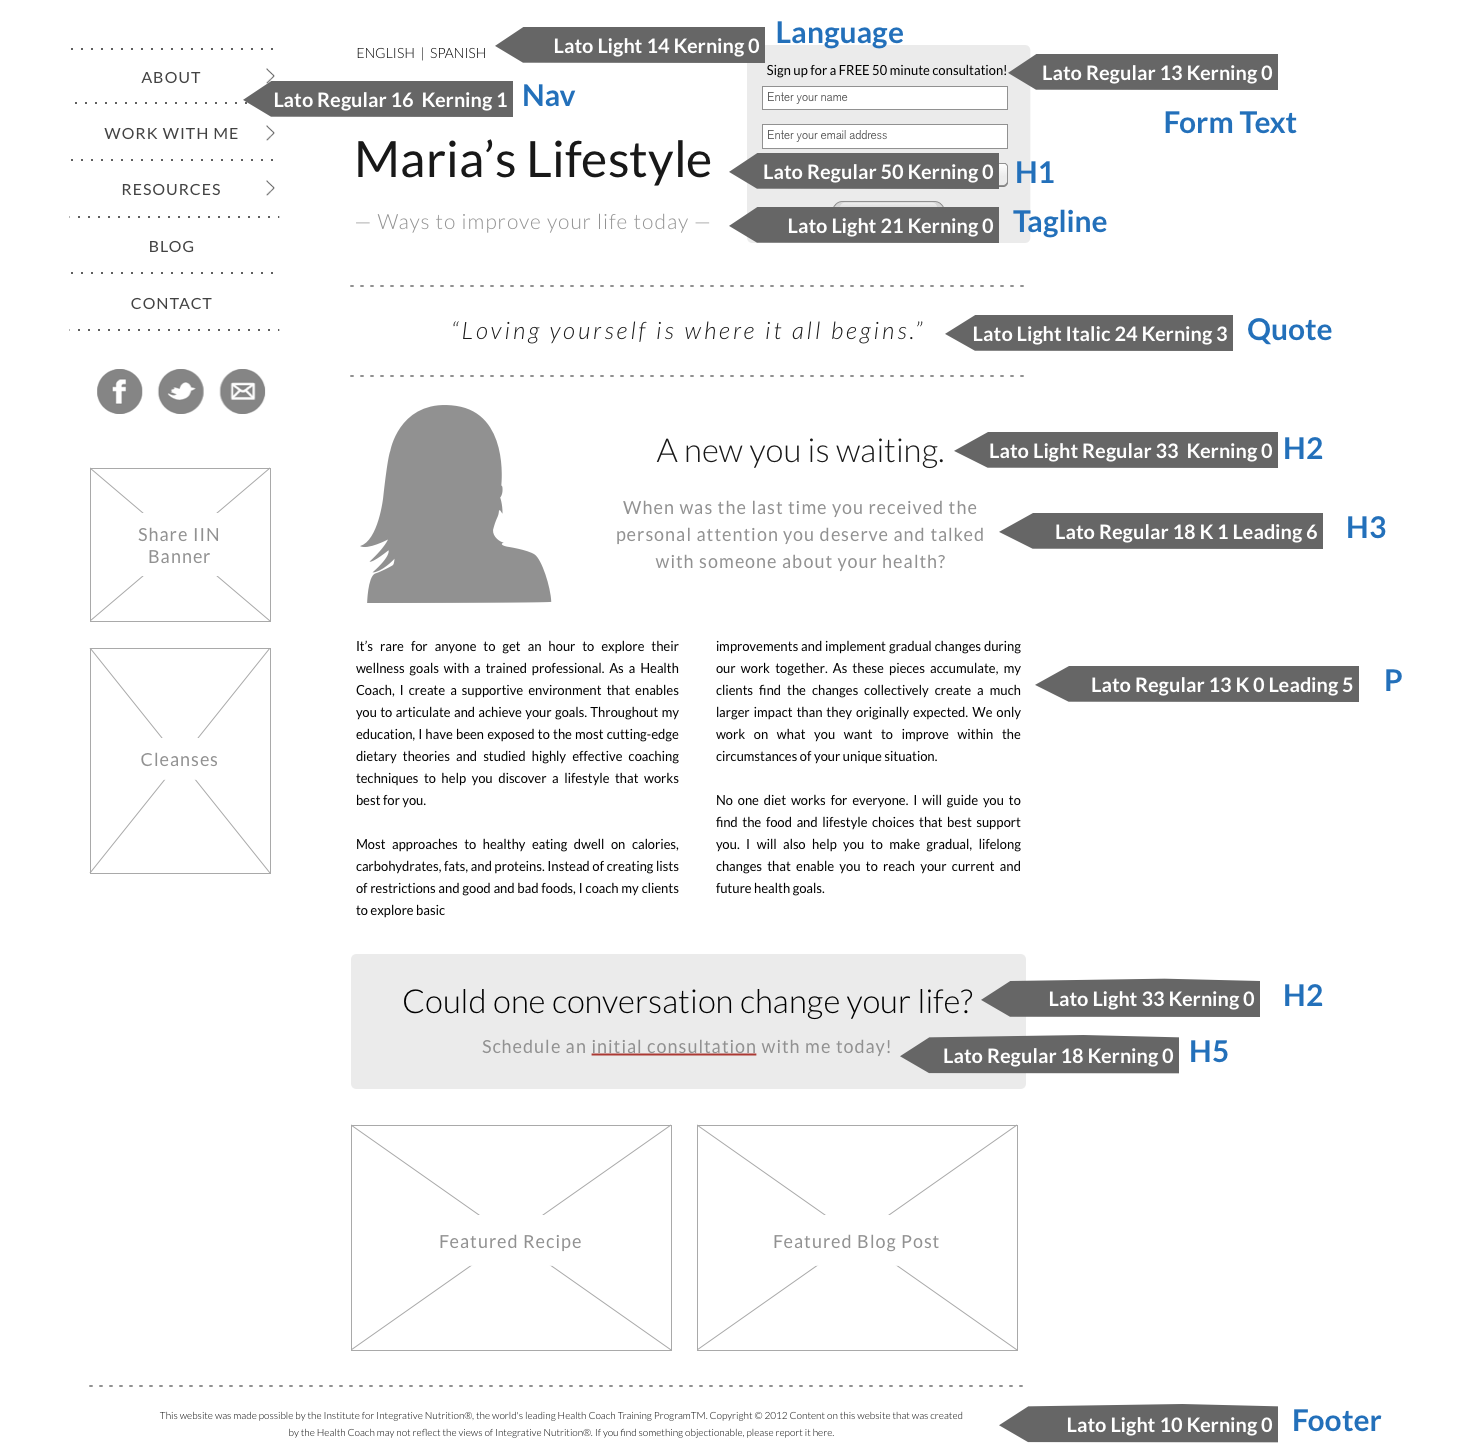 ENGLISH | SPANISH
Lato Light 14 Kerning 0
Language
ABOUT
Lato Regular 16  Kerning 1
Nav
WORK WITH ME
RESOURCES
BLOG
CONTACT
Sign up for a FREE 50 minute consultation!
Lato Regular 13 Kerning 0
Form Text
Enter your name
Enter your email address
Maria’s Lifestyle
Lato Regular 50 Kerning 0
H1
— Ways to improve your life today —
Lato Light 21 Kerning 0
Tagline
“Loving yourself is where it all begins.”
Lato Light Italic 24 Kerning 3
Quote
Share IIN
Banner
Cleanses
A new you is waiting.
Lato Light Regular 33  Kerning 0
H2
When was the last time you received the
personal attention you deserve and talked
with someone about your health?
Lato Regular 18 K 1 Leading 6
H3
It’s rare for anyone to get an hour to explore their
wellness goals with a trained professional. As a Health
Coach, I create a supportive environment that enables
you to articulate and achieve your goals. Throughout my
education, I have been exposed to the most cutting-edge
dietary theories and studied highly effective coaching
techniques to help you discover a lifestyle that works
best for you.
Most approaches to healthy eating dwell on calories,
carbohydrates, fats, and proteins. Instead of creating lists
of restrictions and good and bad foods, I coach my clients
to explore basic
improvements and implement gradual changes during
our work together. As these pieces accumulate, my
clients find the changes collectively create a much
larger impact than they originally expected. We only
work on what you want to improve within the
circumstances of your unique situation.
No one diet works for everyone. I will guide you to
find the food and lifestyle choices that best support
you. I will also help you to make gradual, lifelong
changes that enable you to reach your current and
future health goals.
Lato Regular 13 K 0 Leading 5
P
Could one conversation change your life?
Lato Light 33 Kerning 0
H2
Schedule an initial consultation with me today!
Lato Regular 18 Kerning 0
H5
Featured Recipe
Featured Blog Post
This website was made possible by the Institute for Integrative Nutrition®, the world's leading Health Coach Training ProgramTM. Copyright © 2012 Content on this website that was created
by the Health Coach may not reflect the views of Integrative Nutrition®. If you find something objectionable, please report it here.
Lato Light 10 Kerning 0
Footer